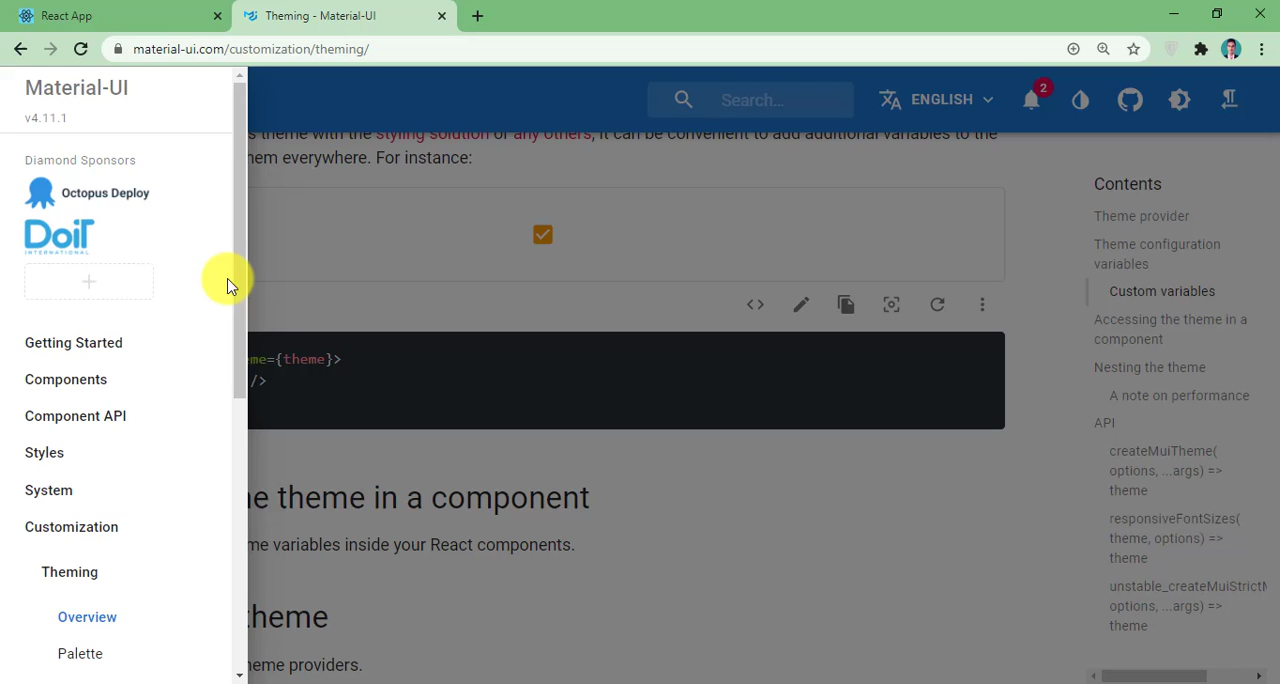 React App
Theming - Material-UI
material-ui.com/customization/theming/
Material-UI
v4.11.1
Diamond Sponsors
Octopus Deploy
DoiT
INTERNATIONAL
Getting Started
Components
Component API
Styles
System
Customization
Theming
Overview
Palette
Search…
ENGLISH
2
s theme with the styling solution or any others, it can be convenient to add additional variables to the
hem everywhere. For instance:
me={theme}>
/>
he theme in a component
me variables inside your React components.
theme
eme providers.
Contents
Theme provider
Theme configuration
variables
Custom variables
Accessing the theme in a
component
Nesting the theme
A note on performance
API
createMuiTheme(
options, ...args) =>
theme
responsiveFontSizes(
theme, options) =>
theme
unstable_createMuiStrictM
options, ...args) =>
theme